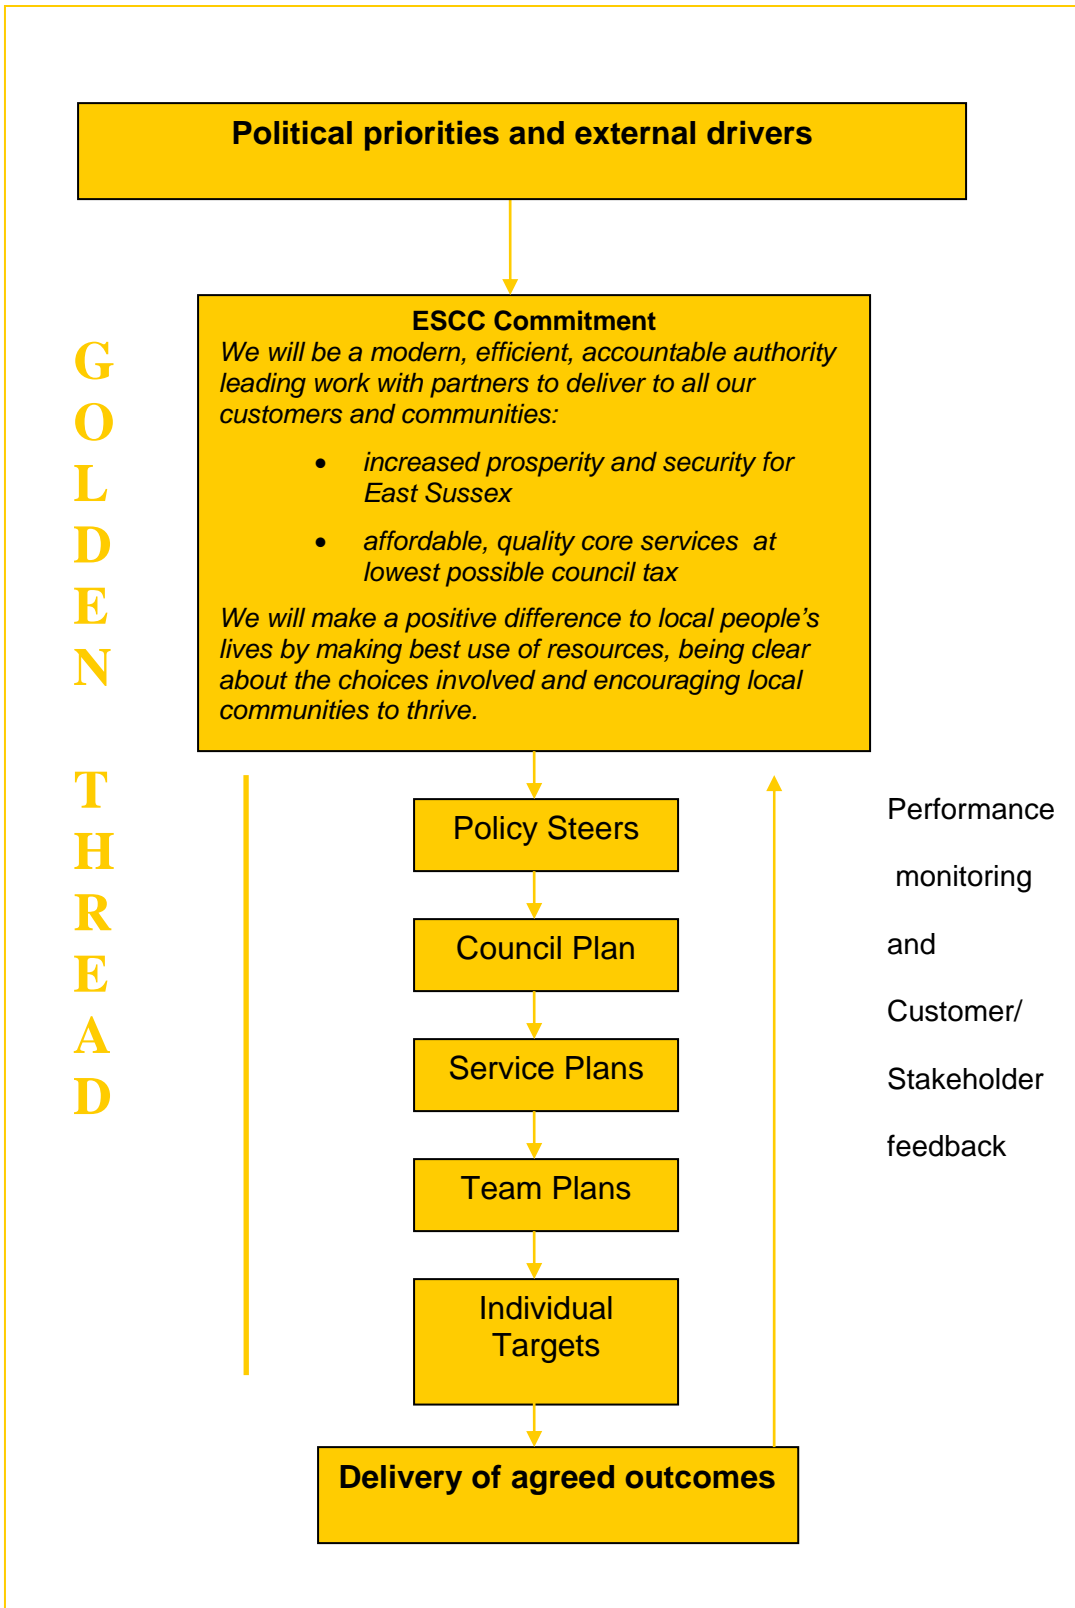 Political priorities and external drivers
ESCC Commitment
We will be a modern, efficient, accountable authority
leading work with partners to deliver to all our
customers and communities:
• increased prosperity and security for
East Sussex
• affordable, quality core services at
lowest possible council tax
We will make a positive difference to local people’s
lives by making best use of resources, being clear
about the choices involved and encouraging local
communities to thrive.
G
O
L
D
E
N
T
H
R
E
A
D
Policy Steers
Council Plan
Service Plans
Team Plans
Individual
Targets
Delivery of agreed outcomes
Performance
monitoring
and
Customer/
Stakeholder
feedback